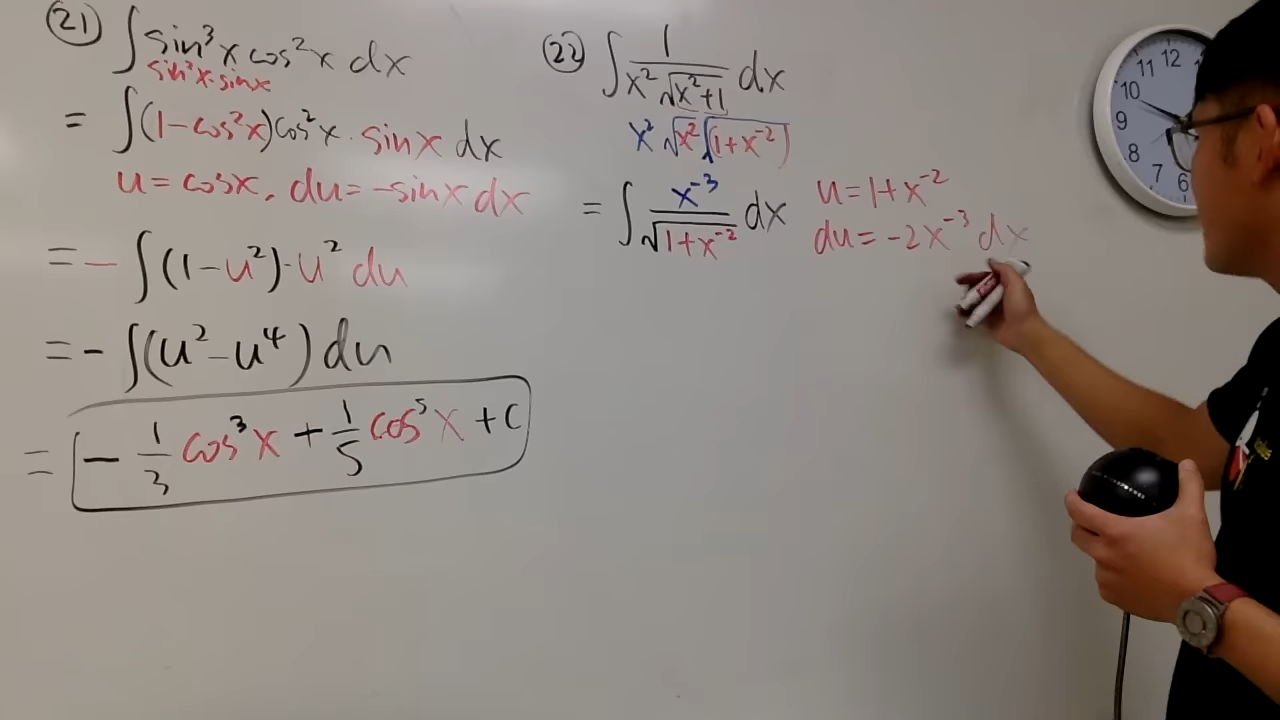 (21) ∫ sin³x cos²x dx
sin²x·sinx
= ∫(1-cos²x)cos²x · sinx dx
u = cosx, du = -sinx dx
= - ∫(1-u²)·u² du
= - ∫(u²-u⁴) du
= - 1/3 cos³x + 1/5 cos⁵x + C
(22) ∫ 1/(x²√(x²+1)) dx
x² √x² √(1+x⁻²)
= ∫ x⁻³/√(1+x⁻²) dx
u = 1+x⁻²
du = -2x⁻³ dx
12
11
10
9
8
7
6